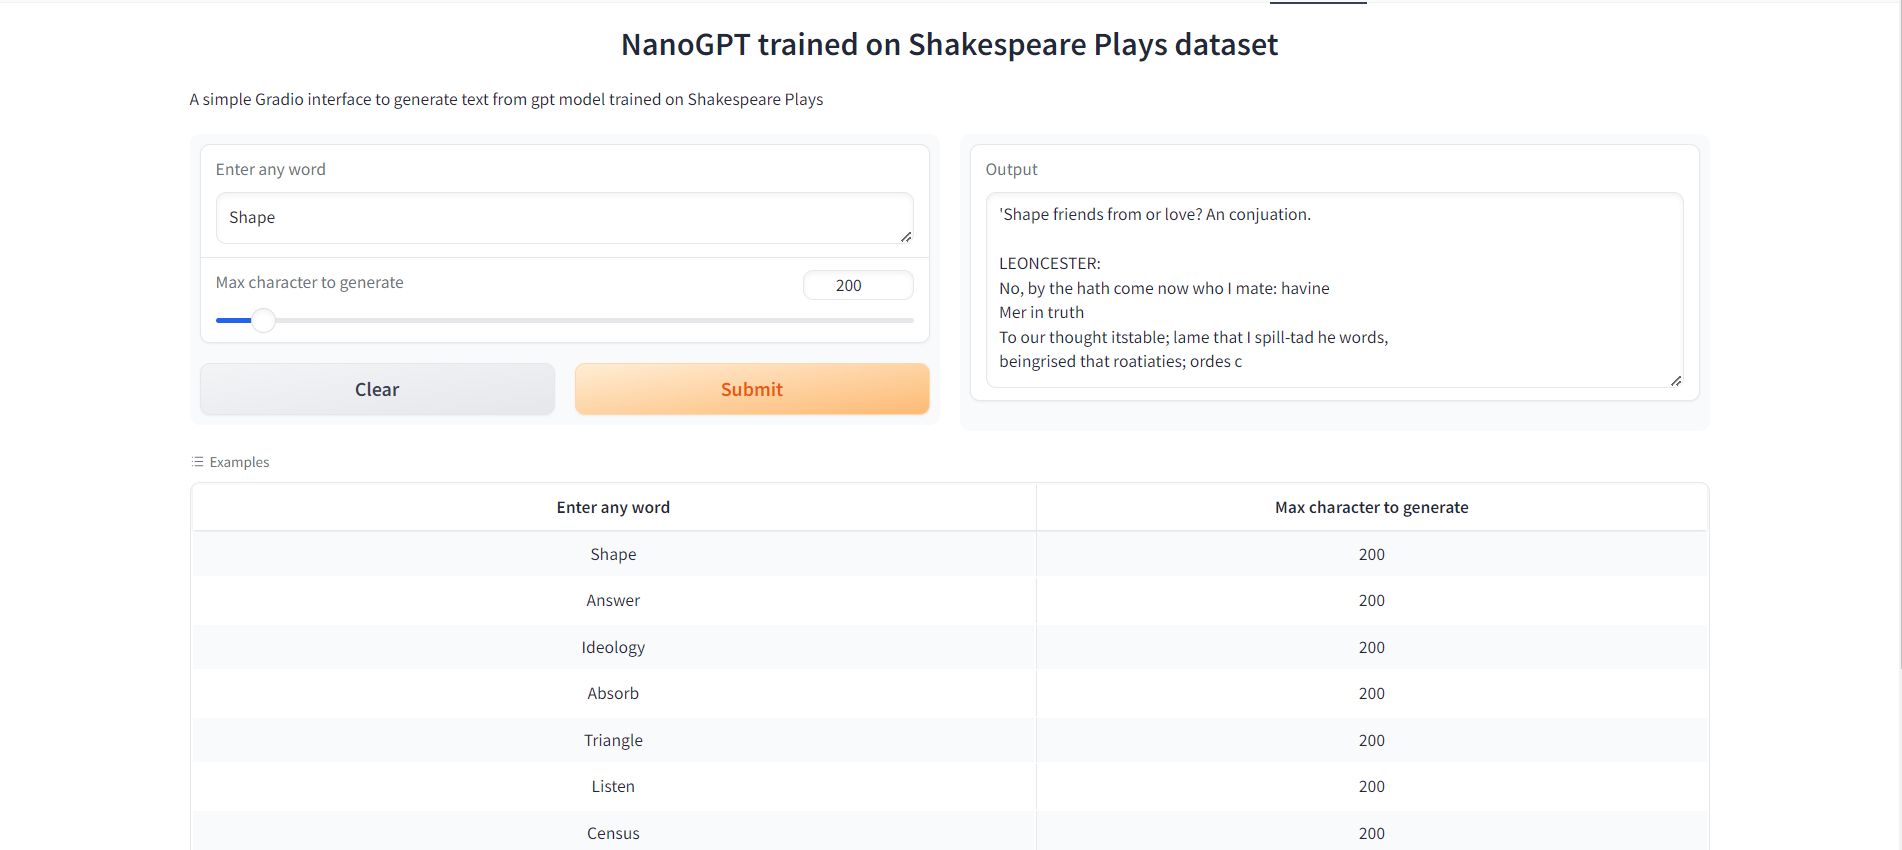 NanoGPT trained on Shakespeare Plays dataset
A simple Gradio interface to generate text from gpt model trained on Shakespeare Plays
Enter any word
Shape
Max character to generate
200
Clear
Submit
Output
'Shape friends from or love? An conjuation.
LEONCESTER:
No, by the hath come now who I mate: havine
Mer in truth
To our thought itstable; lame that I spill-tad he words,
beingrised that roatiaties; ordes c
Examples
Enter any word Max character to generate
Shape 200
Answer 200
Ideology 200
Absorb 200
Triangle 200
Listen 200
Census 200